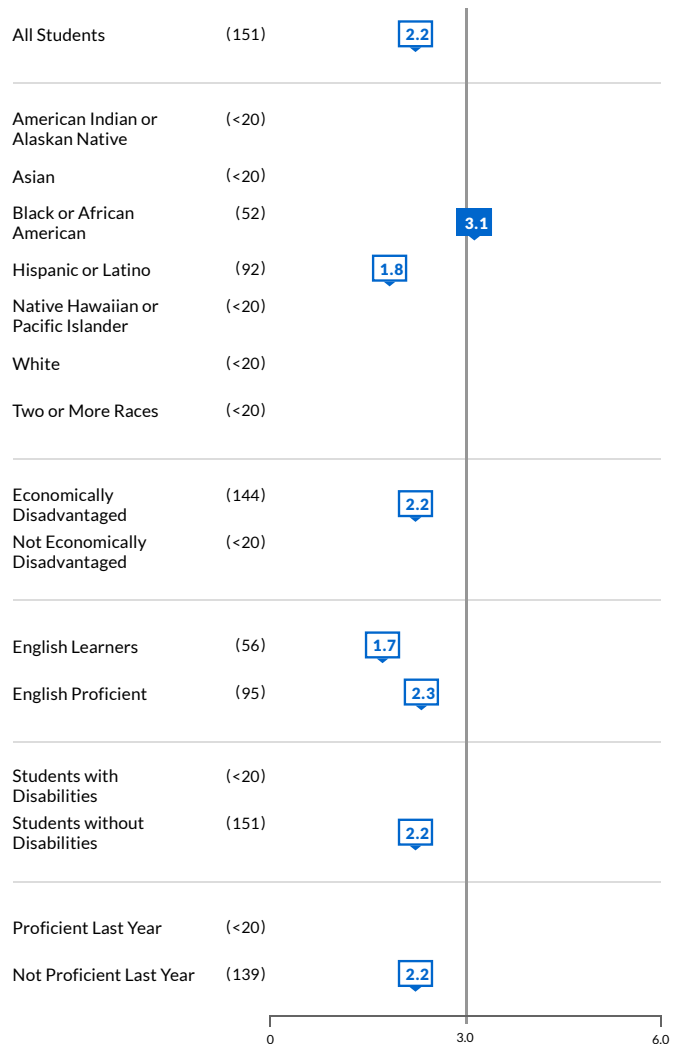 All Students (151) 2.2
American Indian or (<20)
Alaskan Native
Asian (<20)
Black or African (52) 3.1
American
Hispanic or Latino (92) 1.8
Native Hawaiian or (<20)
Pacific Islander
White (<20)
Two or More Races (<20)
Economically (144) 2.2
Disadvantaged
Not Economically (<20)
Disadvantaged
English Learners (56) 1.7
English Proficient (95) 2.3
Students with (<20)
Disabilities
Students without (151) 2.2
Disabilities
Proficient Last Year (<20)
Not Proficient Last Year (139) 2.2
0 3.0 6.0